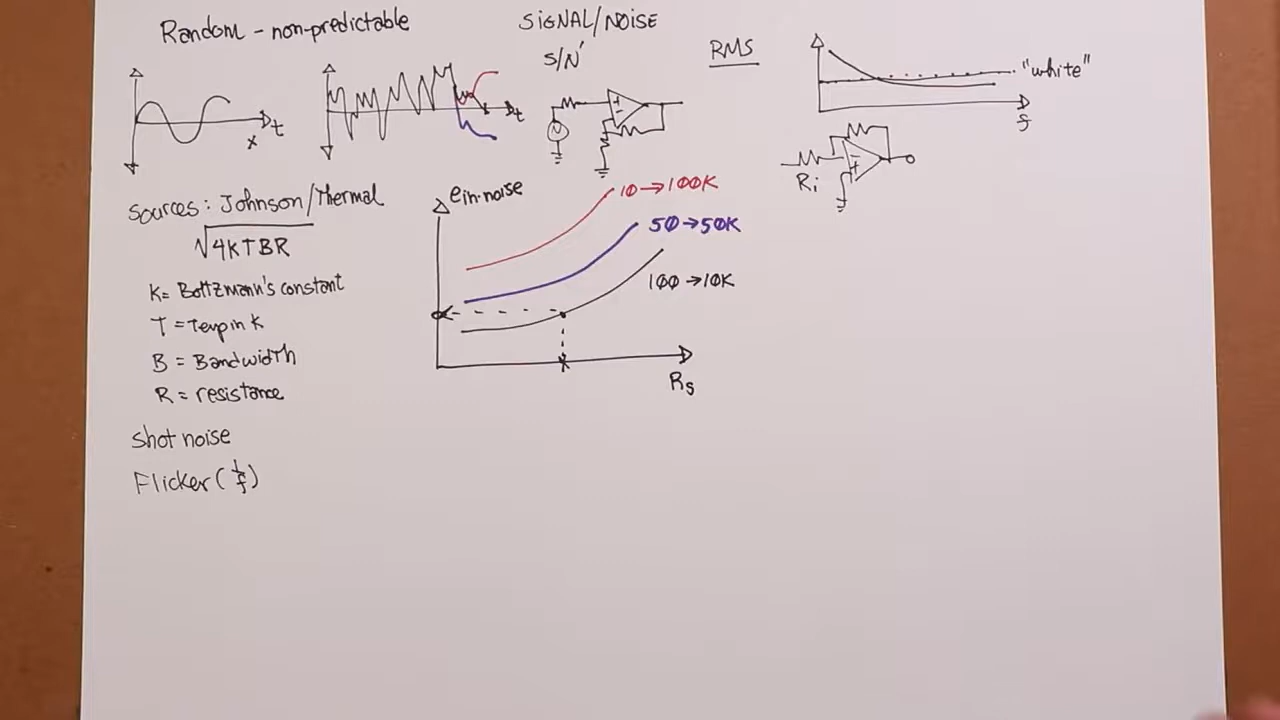 Random - non-predictable
SIGNAL/NOISE
S/N
RMS
"white"
t
x
t
f
Ri
Sources: Johnson/Thermal
√4KTBR
K= Boltzmann's constant
T = Temp in K
B = Bandwidth
R = resistance
Shot noise
Flicker (1/f)
ein-noise
10→100K
50→50K
100→10K
Rs